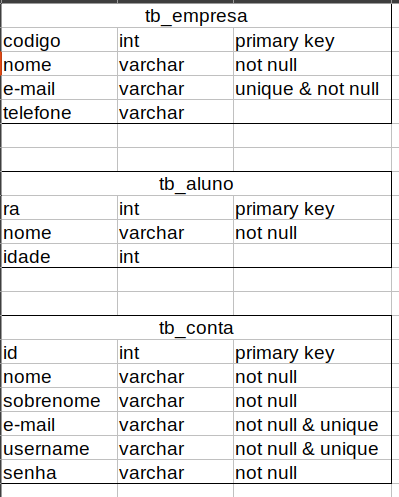 tb_empresa
codigo int primary key
nome varchar not null
e-mail varchar unique & not null
telefone varchar
tb_aluno
ra int primary key
nome varchar not null
idade int
tb_conta
id int primary key
nome varchar not null
sobrenome varchar not null
e-mail varchar not null & unique
username varchar not null & unique
senha varchar not null